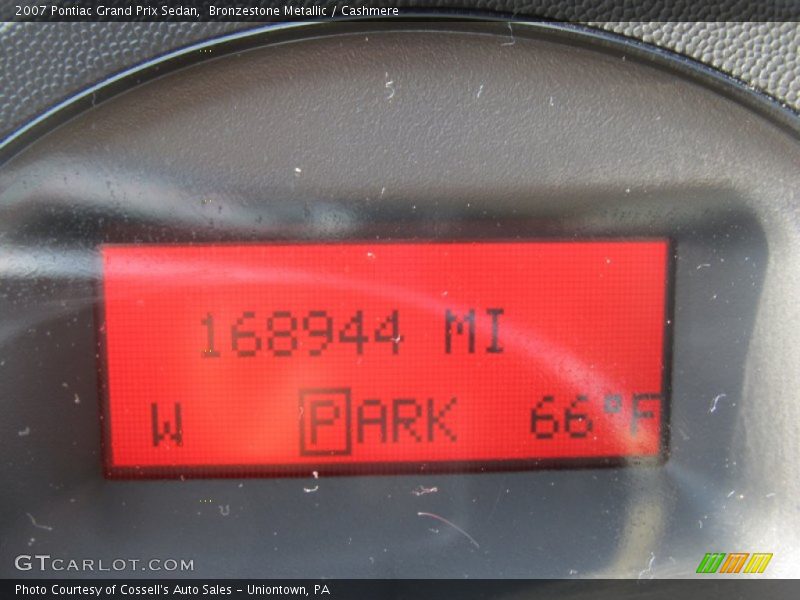 2007 Pontiac Grand Prix Sedan, Bronzestone Metallic / Cashmere
168944 MI
W PARK 66°F
GTCARLOT.COM
Photo Courtesy of Cossell's Auto Sales - Uniontown, PA